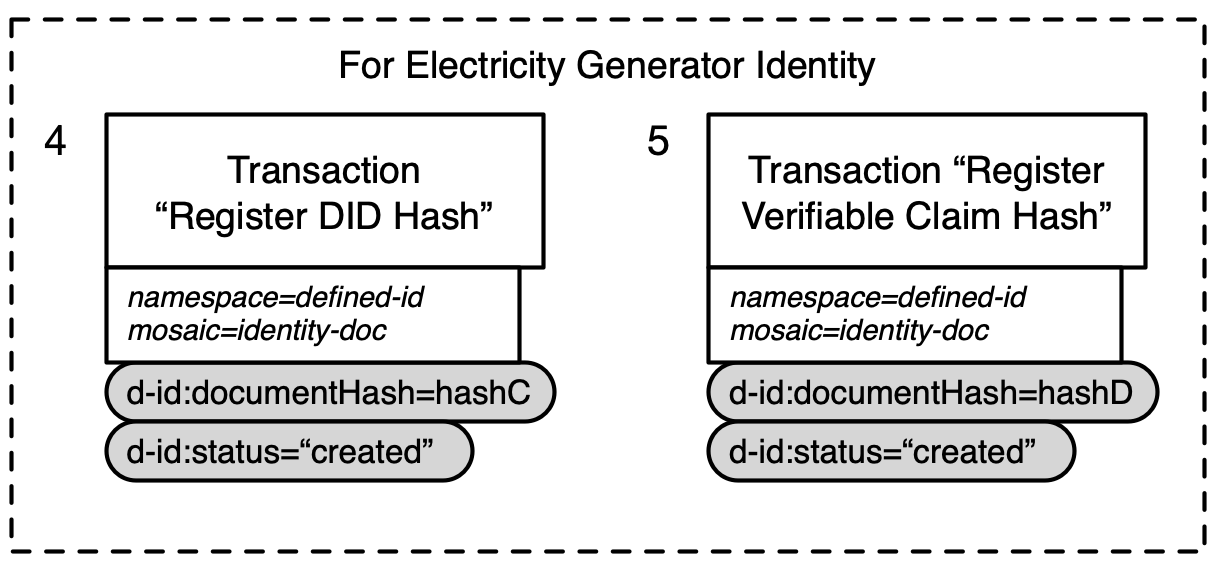 For Electricity Generator Identity
4
Transaction
“Register DID Hash”
namespace=defined-id
mosaic=identity-doc
d-id:documentHash=hashC
d-id:status=“created”
5
Transaction “Register
Verifiable Claim Hash”
namespace=defined-id
mosaic=identity-doc
d-id:documentHash=hashD
d-id:status=“created”